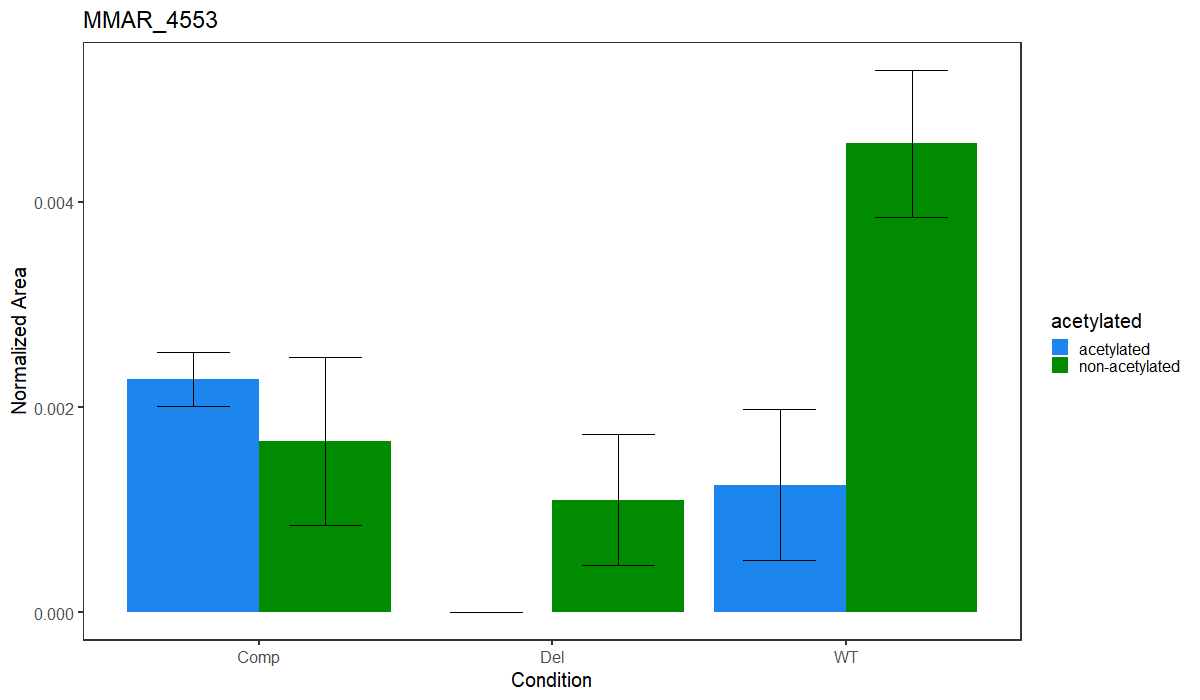 MMAR_4553
Normalized Area
0.004
0.002
0.000
Comp Del WT
Condition
acetylated
acetylated
non-acetylated